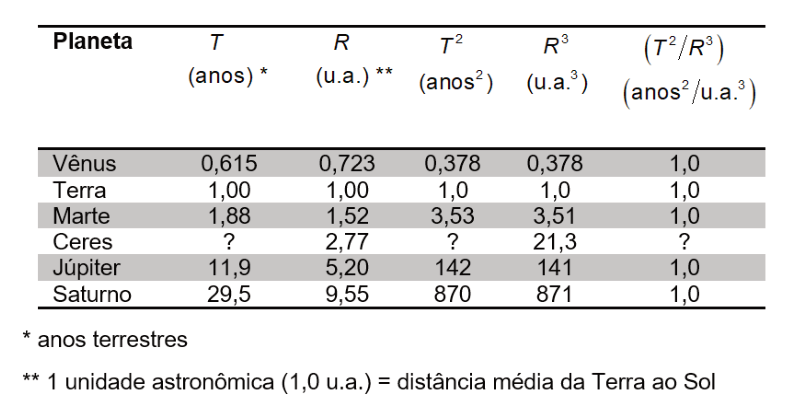 Planeta T R T² R³ (T²/R³)
(anos) * (u.a.) ** (anos²) (u.a.³) (anos²/u.a.³)
Vênus 0,615 0,723 0,378 0,378 1,0
Terra 1,00 1,00 1,0 1,0 1,0
Marte 1,88 1,52 3,53 3,51 1,0
Ceres ? 2,77 ? 21,3 ?
Júpiter 11,9 5,20 142 141 1,0
Saturno 29,5 9,55 870 871 1,0
* anos terrestres
** 1 unidade astronômica (1,0 u.a.) = distância média da Terra ao Sol